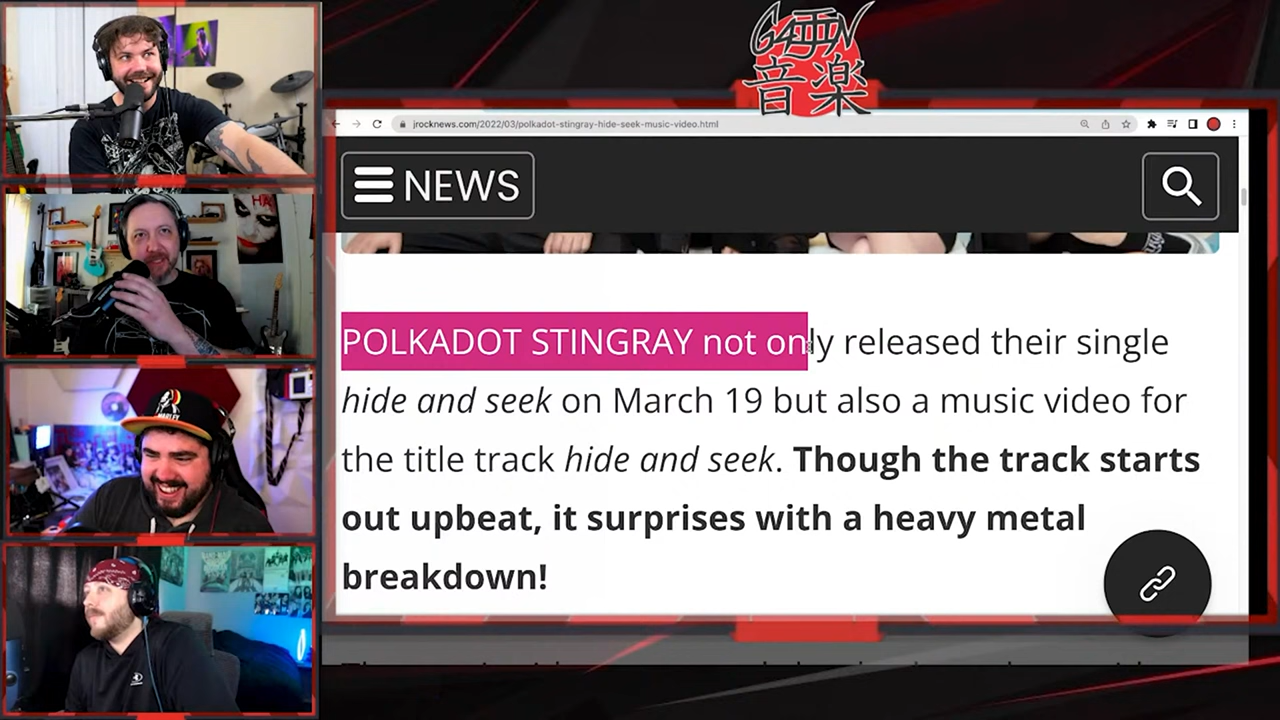 GAIJIN
音楽
jrocknews.com/2022/03/polkadot-stingray-hide-seek-music-video.html
NEWS
POLKADOT STINGRAY not only released their single
hide and seek on March 19 but also a music video for
the title track hide and seek. Though the track starts
out upbeat, it surprises with a heavy metal
breakdown!
HA